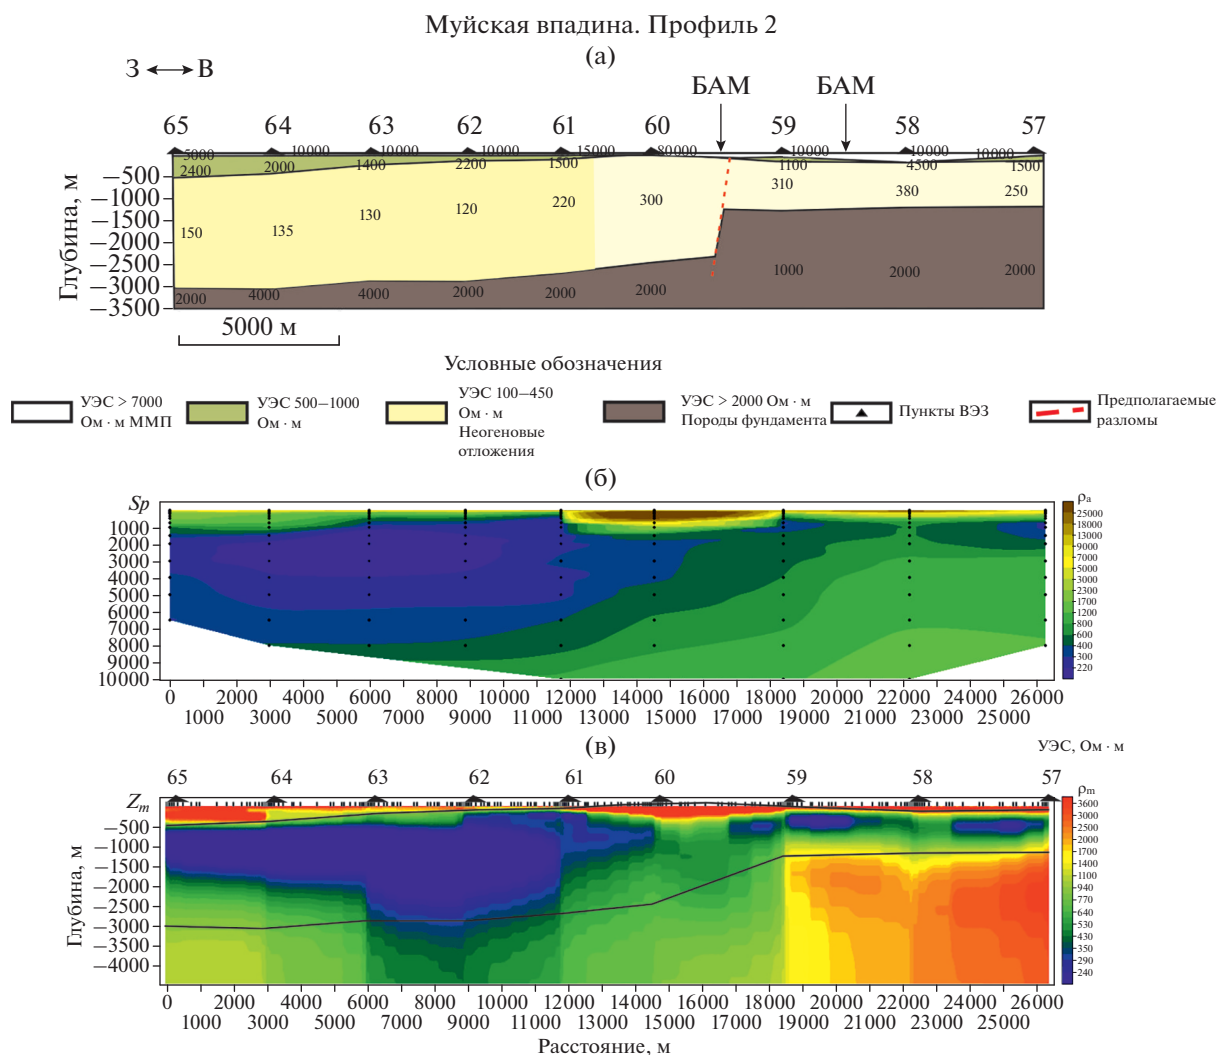 Муйская впадина. Профиль 2
(а)
З В
БАМ БАМ
65 64 63 62 61 60 59 58 57
5000 10000 10000 10000 15000 80000 10000 10000 10000
2400 2000 1400 2200 1500 1100 4500 1500
−500
−1000
−1500
−2000
−2500
−3000
−3500
Глубина, м
150 135 130 120 220 300 310 380 250
2000 4000 4000 2000 2000 2000 1000 2000 2000
5000 м
Условные обозначения
УЭС > 7000
Ом · м ММП
УЭС 500−1000
Ом · м
УЭС 100−450
Ом · м
Неогеновые
отложения
УЭС > 2000 Ом · м
Породы фундамента
Пункты ВЭЗ
Предполагаемые
разломы
(б)
Sp
1000
2000
3000
4000
5000
6000
7000
8000
9000
10000
ρa
25000
18000
13000
9000
7000
5000
3000
2500
1700
1200
800
600
400
300
220
0 2000 4000 6000 8000 10000 12000 14000 16000 18000 20000 22000 24000 26000
1000 3000 5000 7000 9000 11000 13000 15000 17000 19000 21000 23000 25000
(в)
УЭС, Ом · м
65 64 63 62 61 60 59 58 57
Zm
−500
−1000
−1500
−2000
−2500
−3000
−3500
−4000
Глубина, м
ρm
3600
3000
2500
2000
1700
1400
1100
940
770
640
530
430
350
290
240
0 2000 4000 6000 8000 10000 12000 14000 16000 18000 20000 22000 24000 26000
1000 3000 5000 7000 9000 11000 13000 15000 17000 19000 21000 23000 25000
Расстояние, м